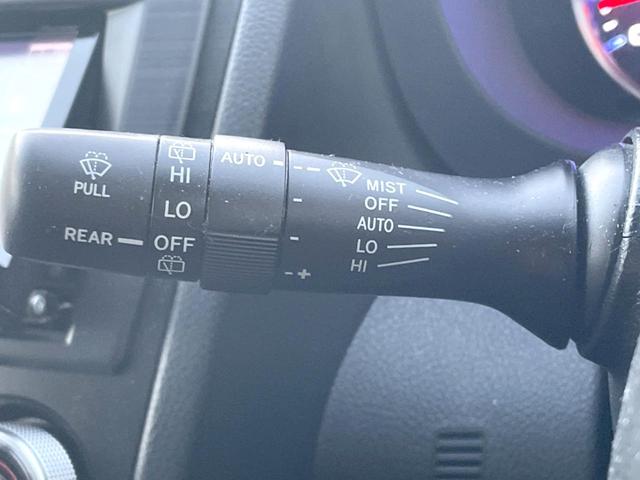 PULL
REAR
HI
LO
OFF
AUTO
- -
-
-
- +
MIST
OFF
AUTO
LO
HI